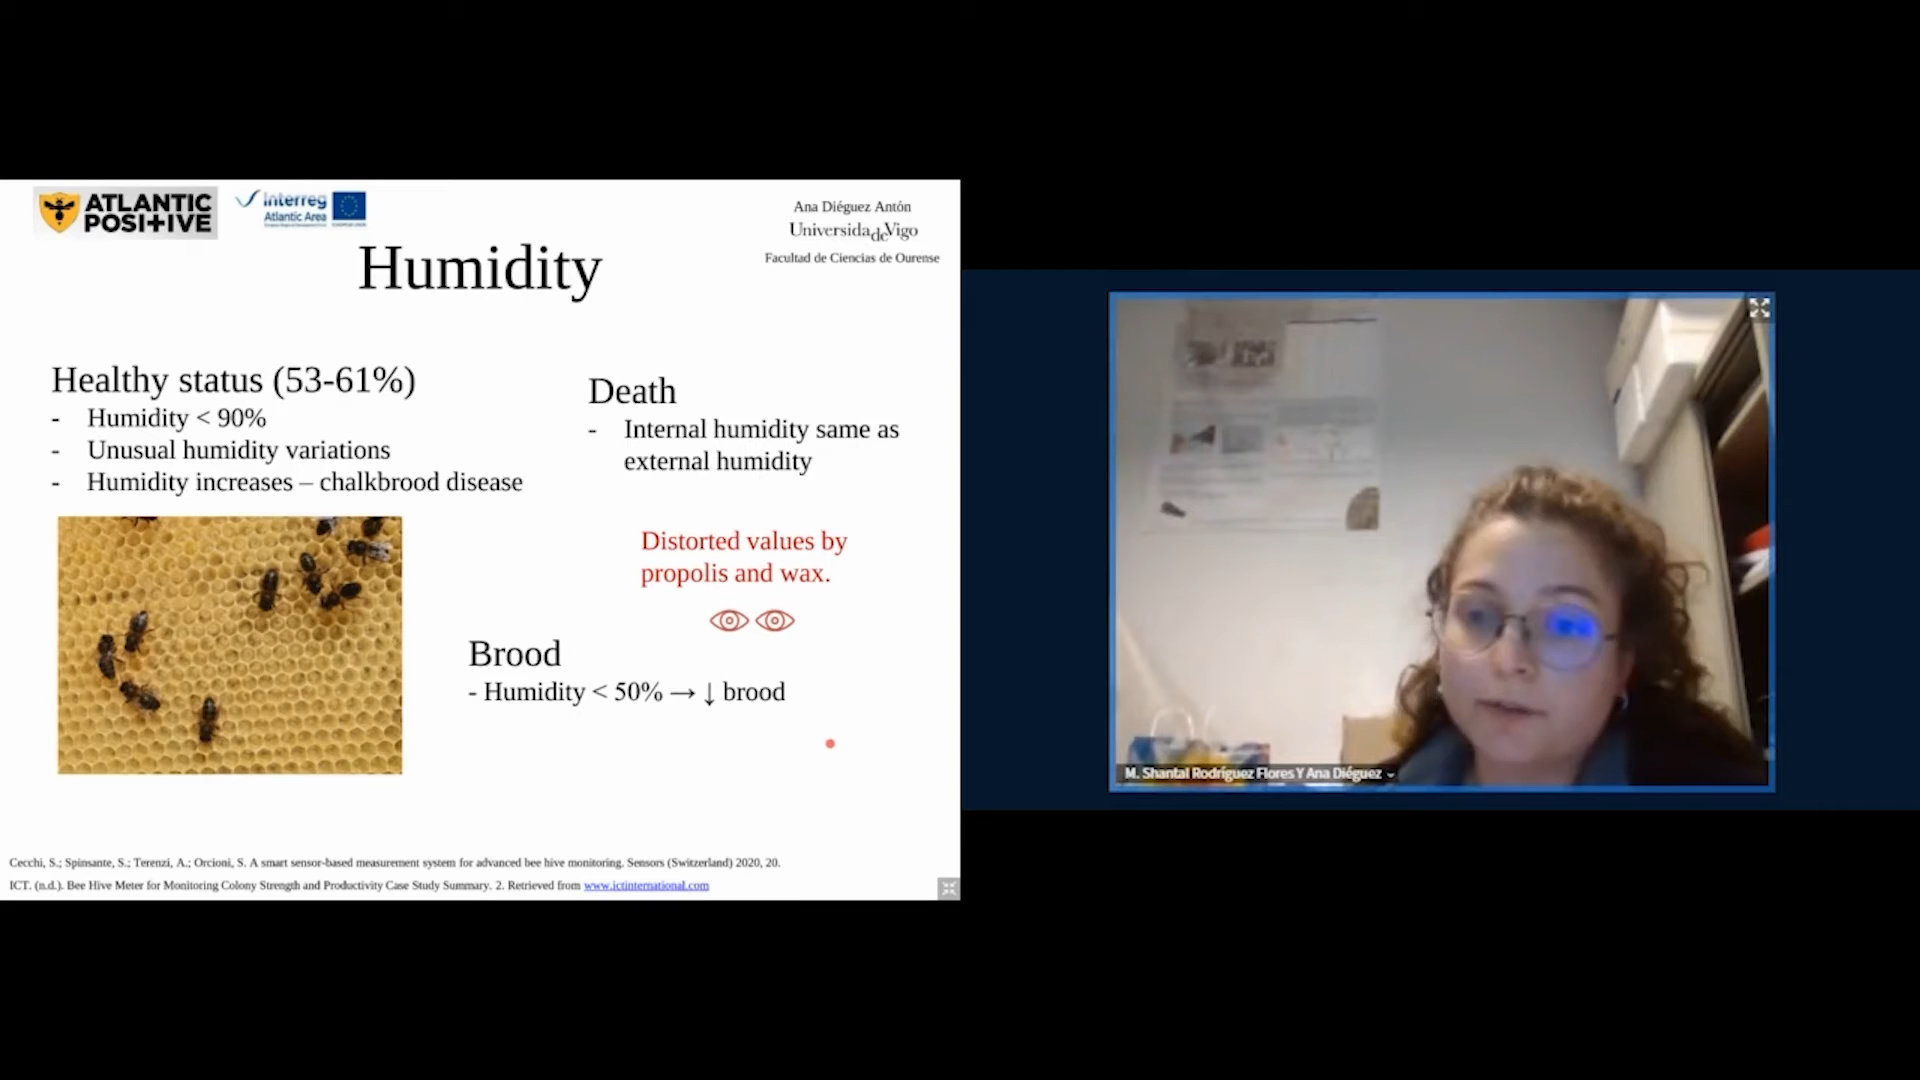 ATLANTIC
POSITIVE
Interreg
Atlantic Area
Ana Diéguez Antón
UniversidadeVigo
Facultad de Ciencias de Ourense
Humidity
Healthy status (53-61%)
- Humidity < 90%
- Unusual humidity variations
- Humidity increases – chalkbrood disease
Death
- Internal humidity same as
external humidity
Distorted values by
propolis and wax.
Brood
- Humidity < 50% → ↓ brood
Cecchi, S.; Spinsante, S.; Terenzi, A.; Orcioni, S. A smart sensor-based measurement system for advanced bee hive monitoring. Sensors (Switzerland) 2020, 20.
ICT. (n.d.). Bee Hive Meter for Monitoring Colony Strength and Productivity Case Study Summary. 2. Retrieved from www.ictinternational.com
M. Shantal Rodríguez Flores Y Ana Diéguez